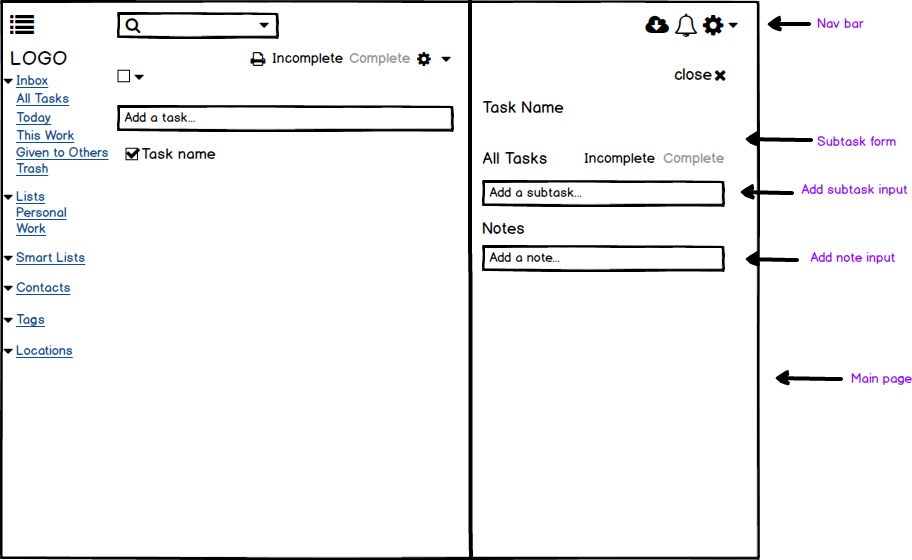 LOGO
Inbox
All Tasks
Today
This Work
Given to Others
Trash
Lists
Personal
Work
Smart Lists
Contacts
Tags
Locations
Incomplete Complete
Add a task...
Task name
close
Task Name
All Tasks Incomplete Complete
Add a subtask...
Notes
Add a note...
Nav bar
Subtask form
Add subtask input
Add note input
Main page